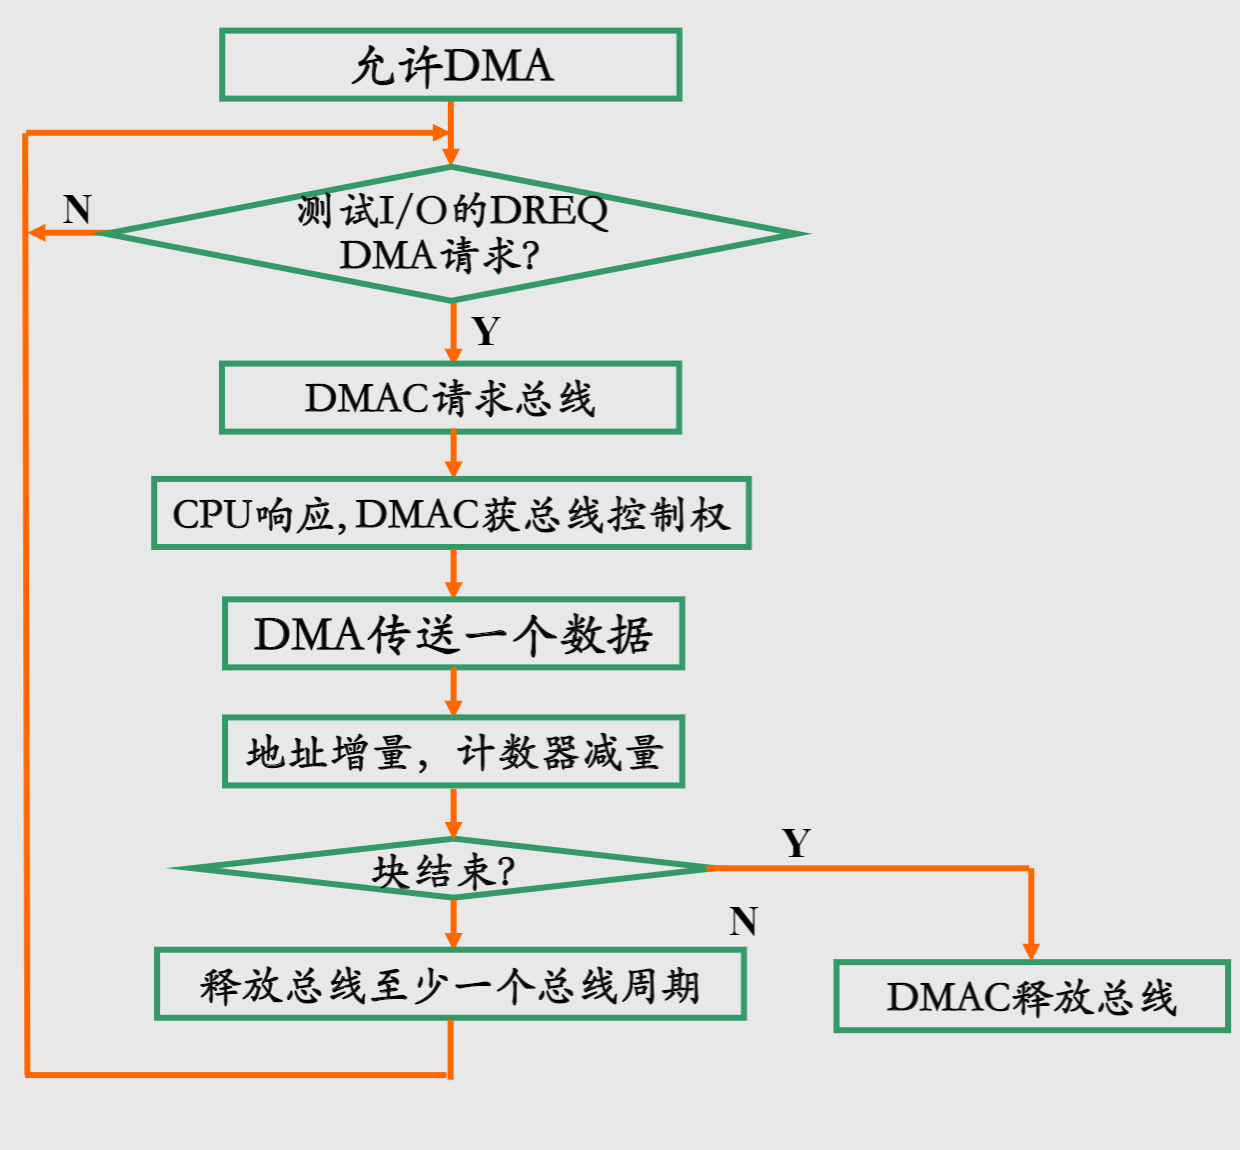 允许DMA
N
测试I/O的DREQ
DMA请求?
Y
DMAC请求总线
CPU响应,DMAC获总线控制权
DMA传送一个数据
地址增量，计数器减量
块结束?
Y
N
释放总线至少一个总线周期
DMAC释放总线